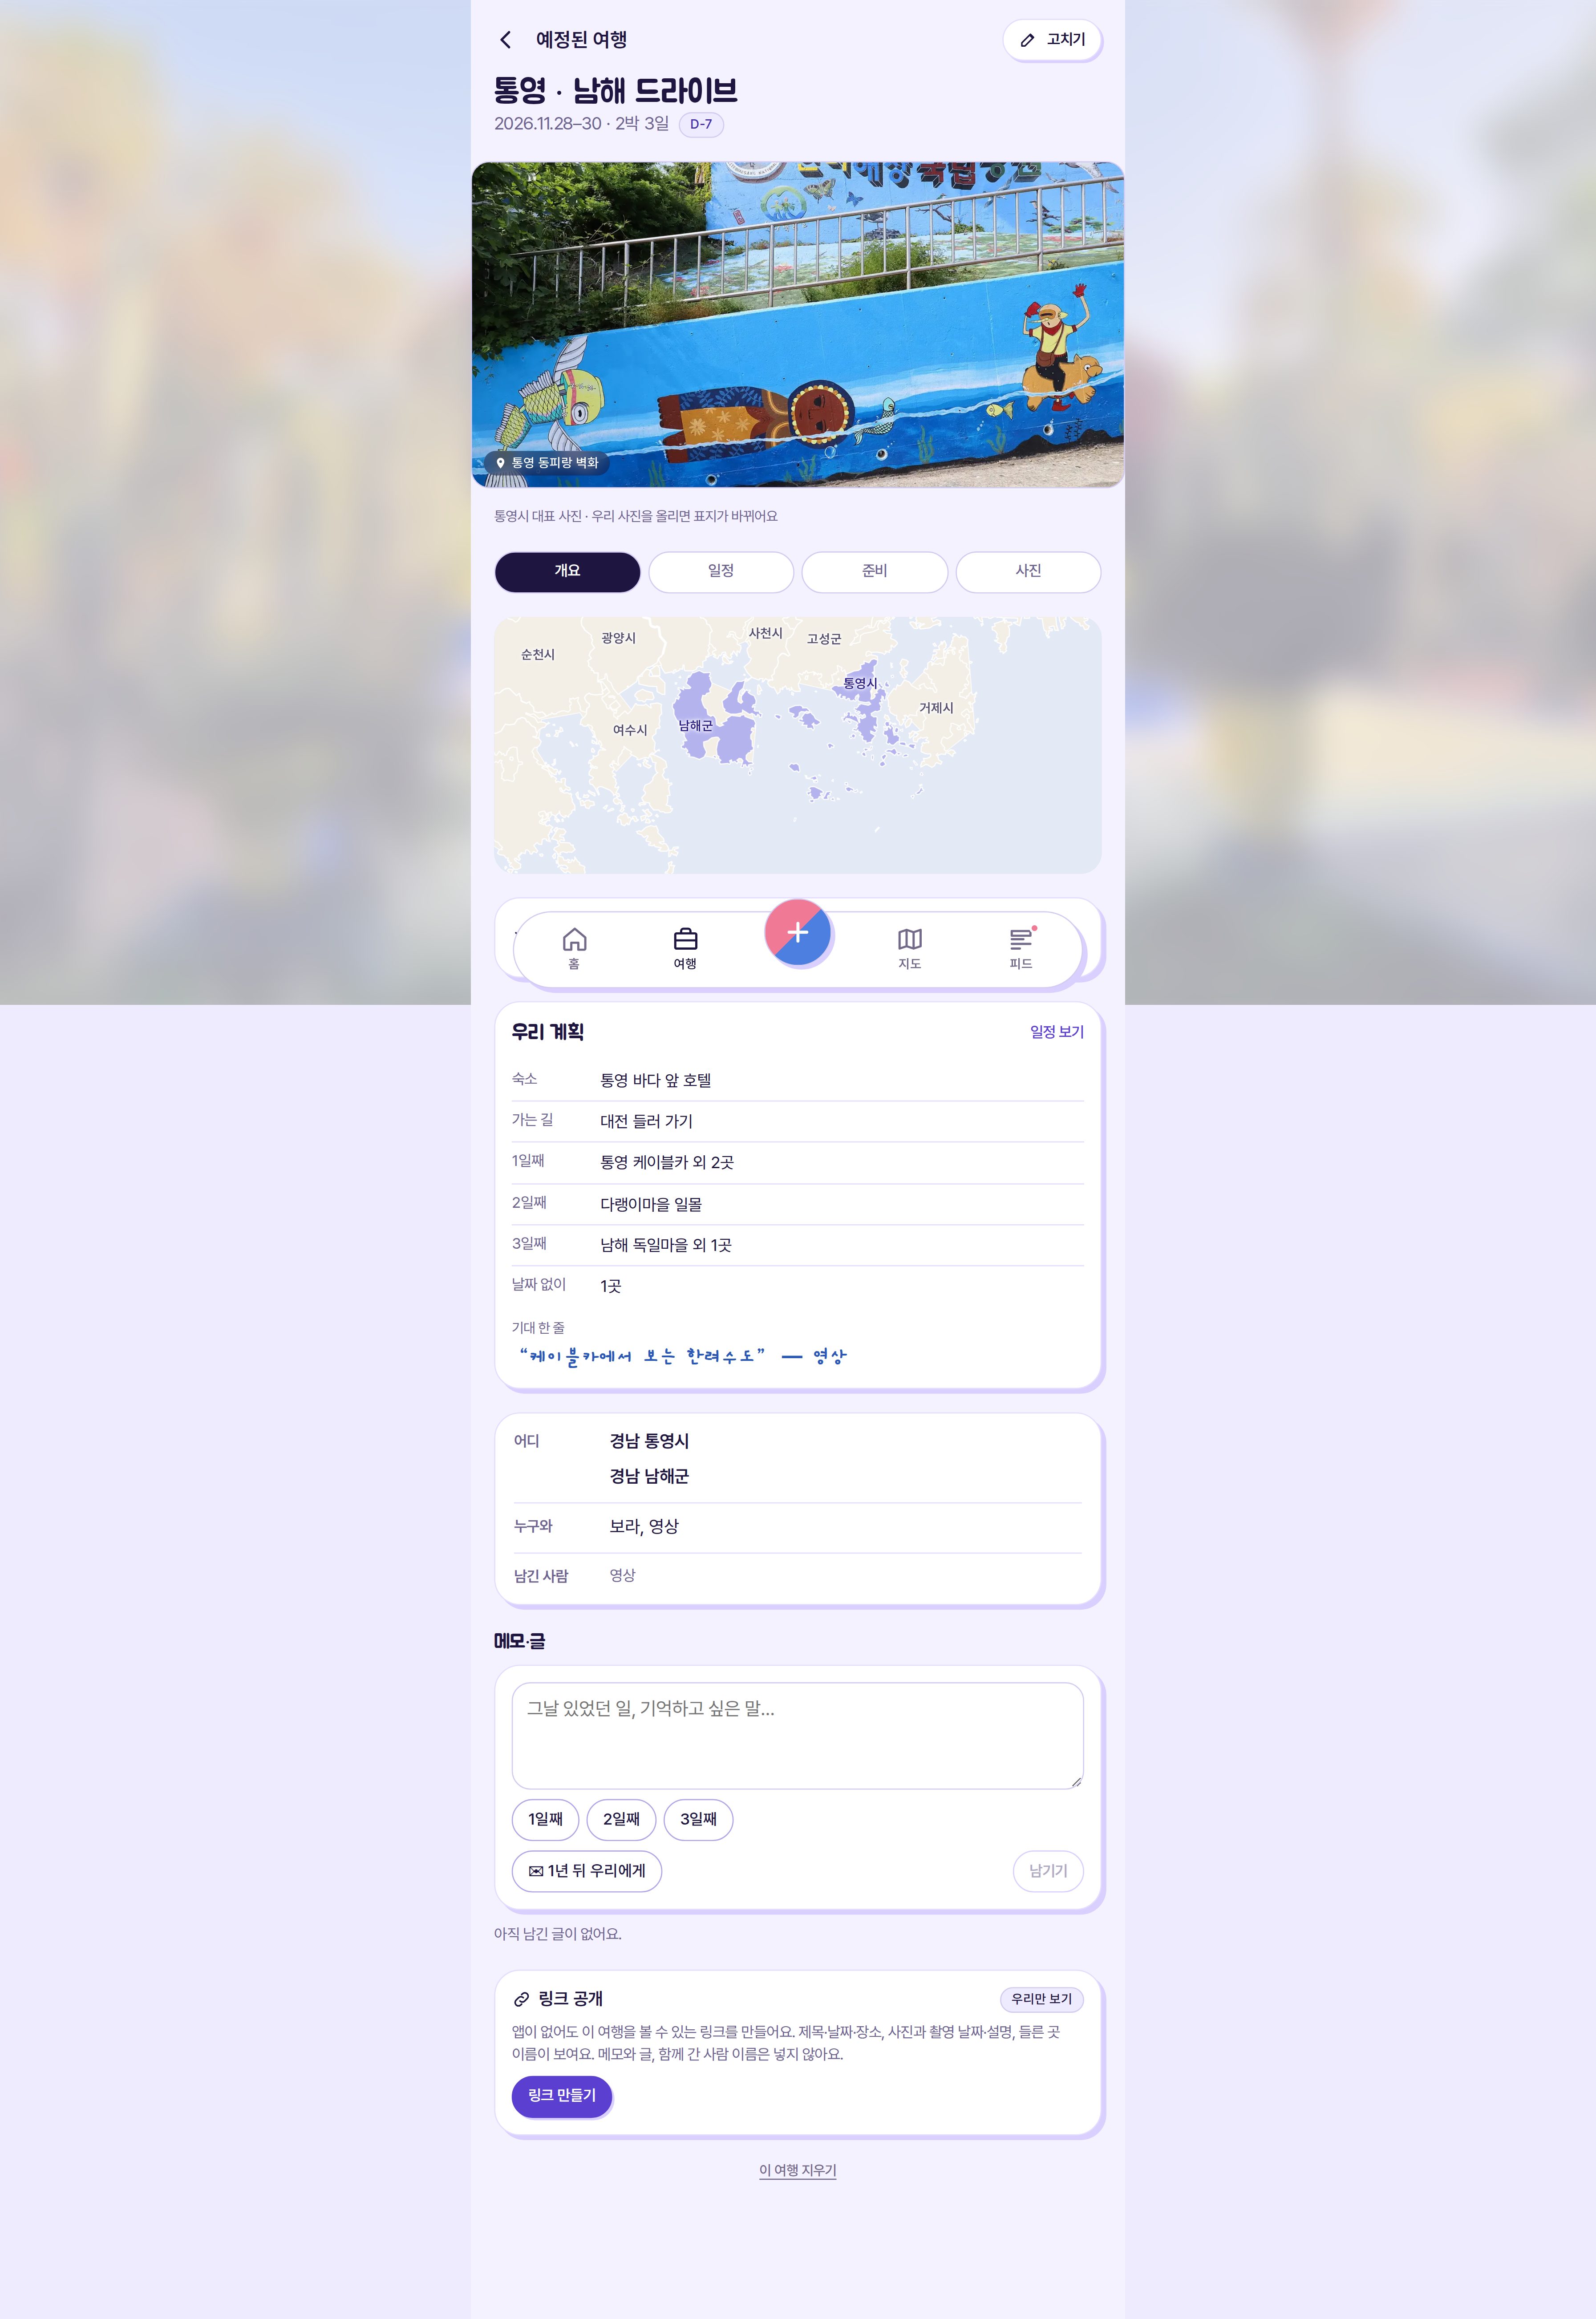 예정된 여행
고치기
통영 · 남해 드라이브
2026.11.28–30 · 2박 3일 D-7
통영 동피랑 벽화
통영시 대표 사진 · 우리 사진을 올리면 표지가 바뀌어요
개요 일정 준비 사진
순천시 광양시 사천시 고성군
통영시
거제시
여수시 남해군
홈 여행 지도 피드
우리 계획 일정 보기
숙소 통영 바다 앞 호텔
가는 길 대전 들러 가기
1일째 통영 케이블카 외 2곳
2일째 다랭이마을 일몰
3일째 남해 독일마을 외 1곳
날짜 없이 1곳
기대 한 줄
“케이블카에서 보는 한려수도” — 영상
어디 경남 통영시
경남 남해군
누구와 보라, 영상
남긴 사람 영상
메모·글
그날 있었던 일, 기억하고 싶은 말...
1일째 2일째 3일째
✉ 1년 뒤 우리에게 남기기
아직 남긴 글이 없어요.
링크 공개 우리만 보기
앱이 없어도 이 여행을 볼 수 있는 링크를 만들어요. 제목·날짜·장소, 사진과 촬영 날짜·설명, 들른 곳
이름이 보여요. 메모와 글, 함께 간 사람 이름은 넣지 않아요.
링크 만들기
이 여행 지우기